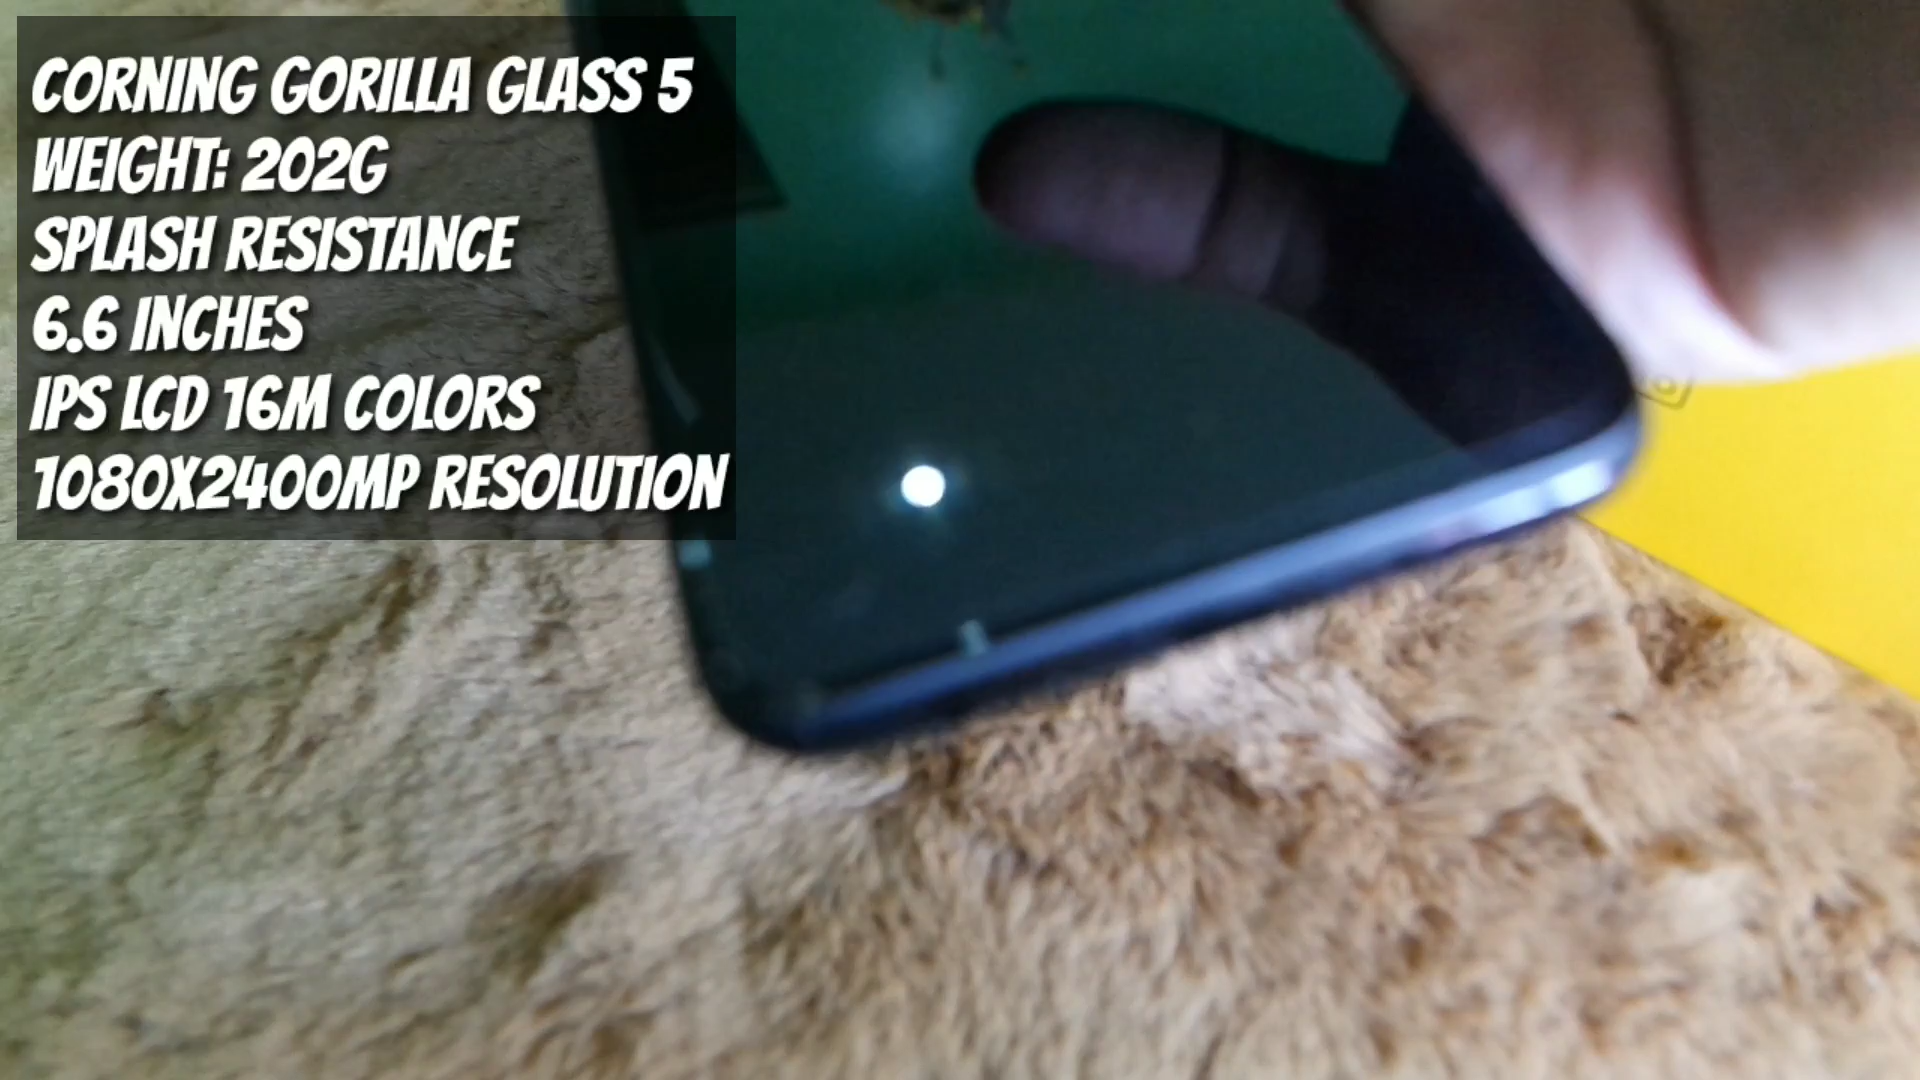 CORNING GORILLA GLASS 5
WEIGHT: 202G
SPLASH RESISTANCE
6.6 INCHES
IPS LCD 16M COLORS
1080X2400MP RESOLUTION